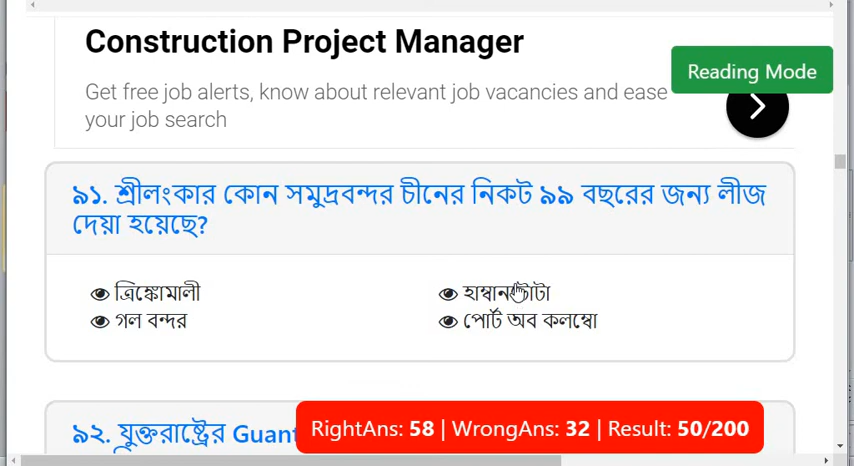 Construction Project Manager
Reading Mode
Get free job alerts, know about relevant job vacancies and ease
your job search
৯১. শ্রীলংকার কোন সমুদ্রবন্দর চীনের নিকট ৯৯ বছরের জন্য লীজ
দেয়া হয়েছে?
ত্রিঙ্কোমালী
হাম্বানটোটা
গল বন্দর
পোর্ট অব কলম্বো
৯২. যুক্তরাষ্ট্রের
RightAns: 58 | WrongAns: 32 | Result: 50/200